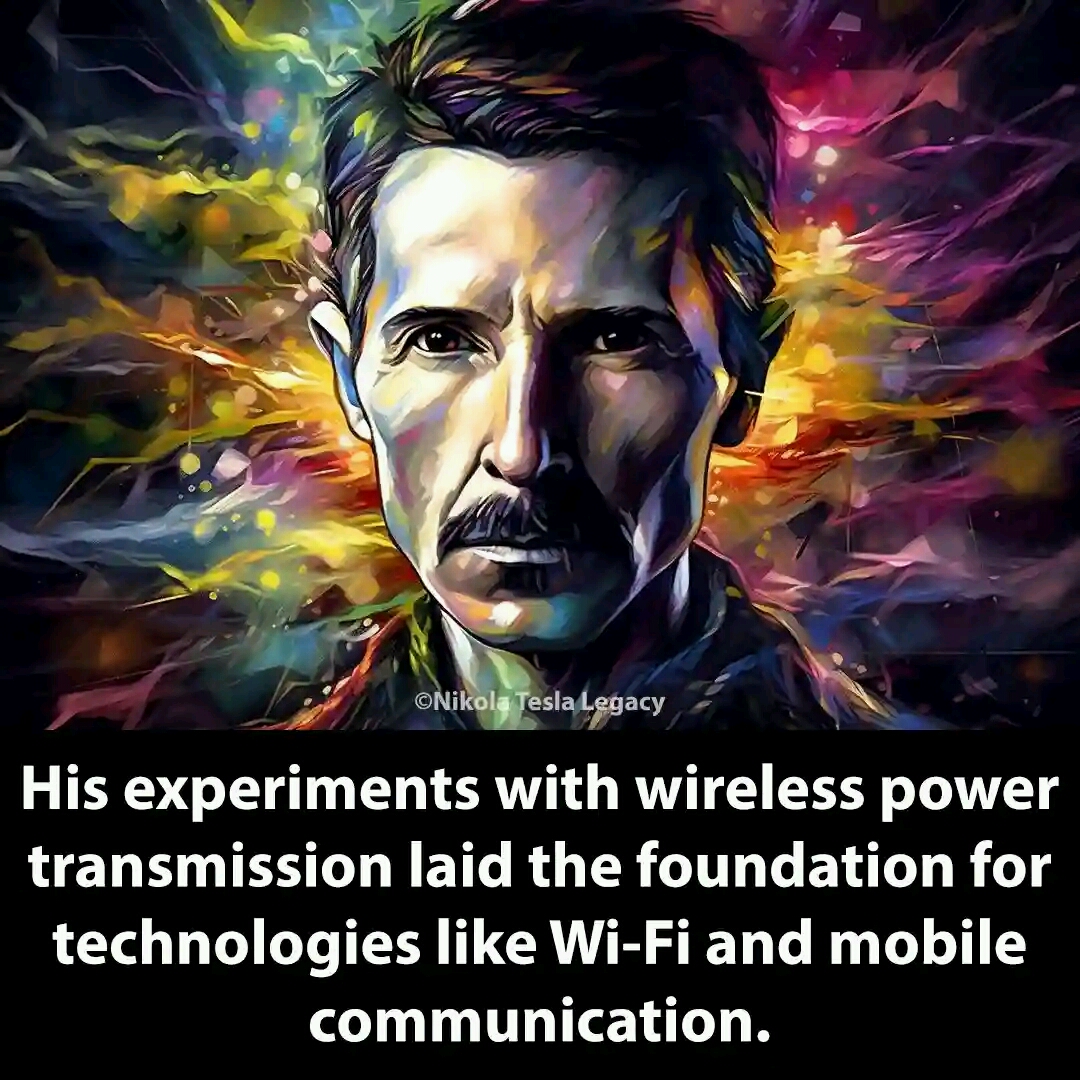 ©Nikola Tesla Legacy
His experiments with wireless power
transmission laid the foundation for
technologies like Wi-Fi and mobile
communication.